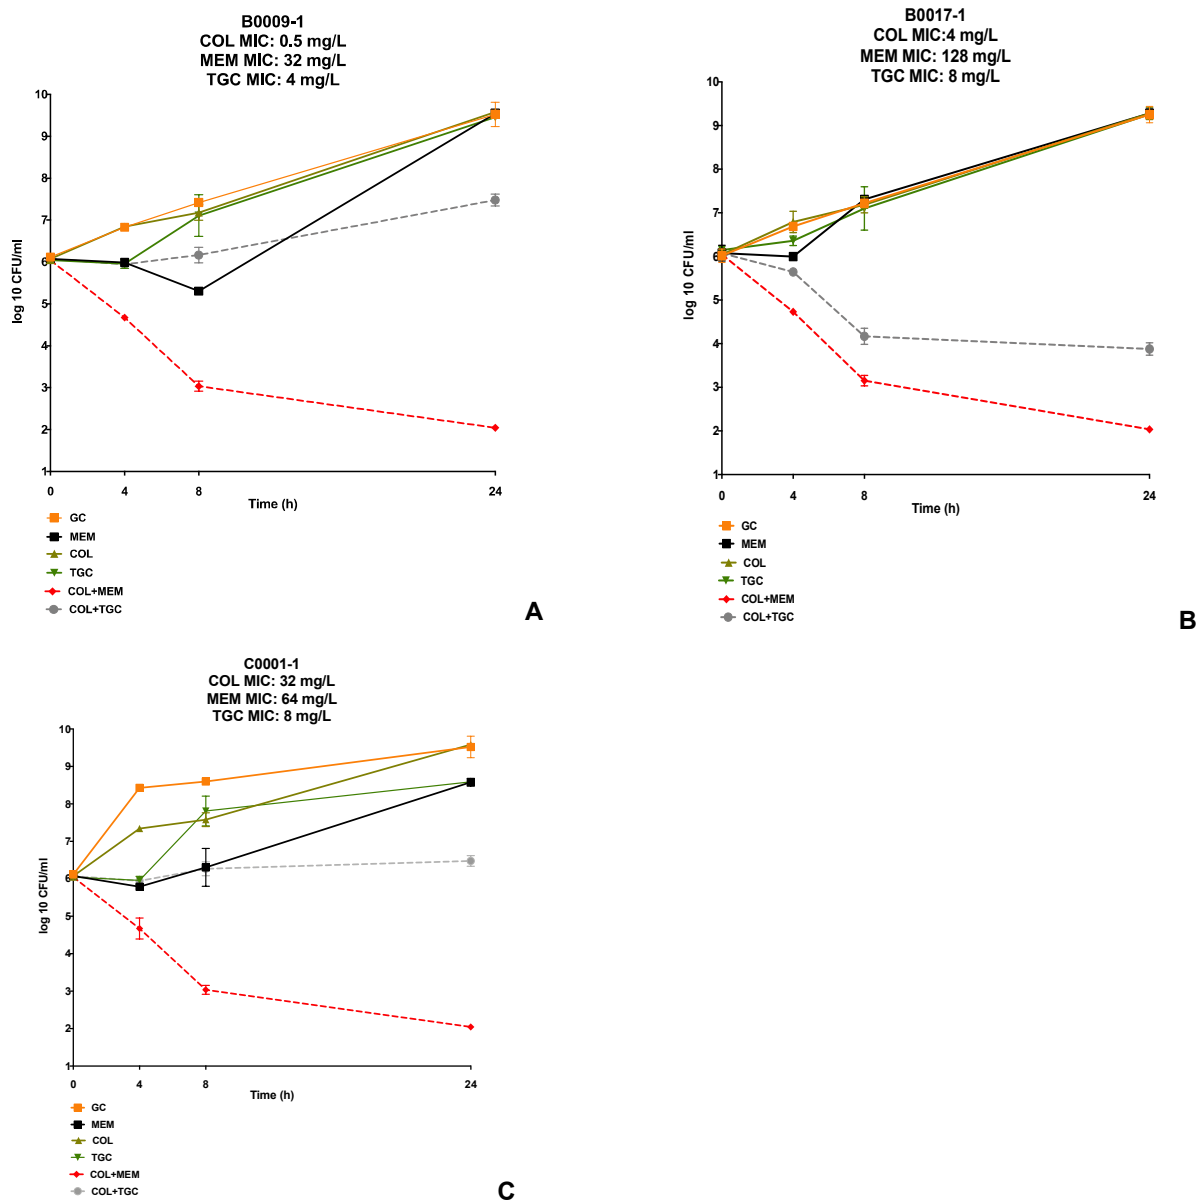 B0009-1
COL MIC: 0.5 mg/L
MEM MIC: 32 mg/L
TGC MIC: 4 mg/L
10
9
8
7
6
5
4
3
2
1
log 10 CFU/ml
0
4
8
24
Time (h)
GC
MEM
COL
TGC
COL+MEM
COL+TGC
A
B0017-1
COL MIC:4 mg/L
MEM MIC: 128 mg/L
TGC MIC: 8 mg/L
10
9
8
7
6
5
4
3
2
1
log 10 CFU/ml
0
4
8
24
Time (h)
GC
MEM
COL
TGC
COL+MEM
COL+TGC
B
C0001-1
COL MIC: 32 mg/L
MEM MIC: 64 mg/L
TGC MIC: 8 mg/L
10
9
8
7
6
5
4
3
2
1
log 10 CFU/ml
0
4
8
24
Time (h)
GC
MEM
COL
TGC
COL+MEM
COL+TGC
C